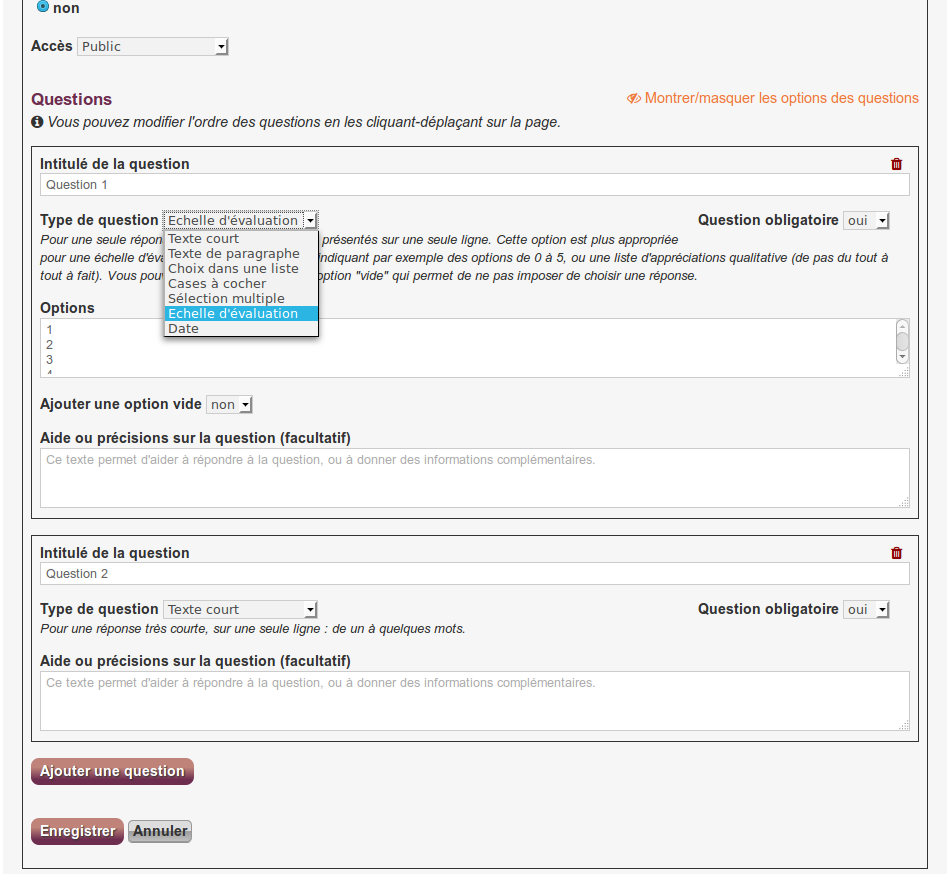 non
Accès Public
Questions Montrer/masquer les options des questions
Vous pouvez modifier l'ordre des questions en les cliquant-déplaçant sur la page.
Intitulé de la question
Question 1
Type de question Echelle d'évaluation Question obligatoire oui
Texte court
Texte de paragraphe
Choix dans une liste
Cases à cocher
Sélection multiple
Echelle d'évaluation
Date
Pour une seule répon présentés sur une seule ligne. Cette option est plus appropriée
pour une échelle d'éva indiquant par exemple des options de 0 à 5, ou une liste d'appréciations qualitative (de pas du tout à
tout à fait). Vous pouv option "vide" qui permet de ne pas imposer de choisir une réponse.
Options
1
2
3
4
Ajouter une option vide non
Aide ou précisions sur la question (facultatif)
Ce texte permet d'aider à répondre à la question, ou à donner des informations complémentaires.
Intitulé de la question
Question 2
Type de question Texte court Question obligatoire oui
Pour une réponse très courte, sur une seule ligne : de un à quelques mots.
Aide ou précisions sur la question (facultatif)
Ce texte permet d'aider à répondre à la question, ou à donner des informations complémentaires.
Ajouter une question
Enregistrer Annuler